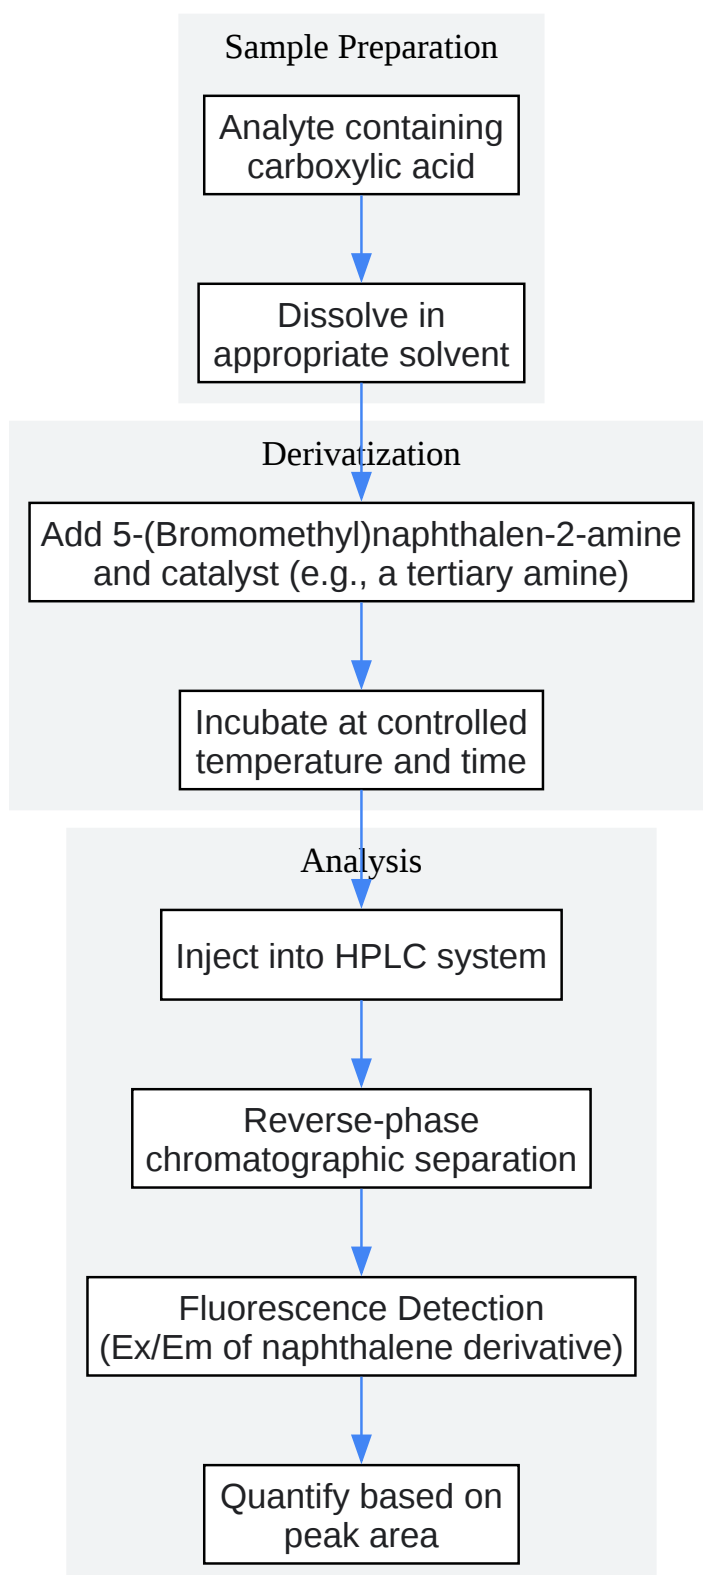 Sample Preparation
Analyte containing
carboxylic acid
Dissolve in
appropriate solvent
Derivatization
Add 5-(Bromomethyl)naphthalen-2-amine
and catalyst (e.g., a tertiary amine)
Incubate at controlled
temperature and time
Analysis
Inject into HPLC system
Reverse-phase
chromatographic separation
Fluorescence Detection
(Ex/Em of naphthalene derivative)
Quantify based on
peak area